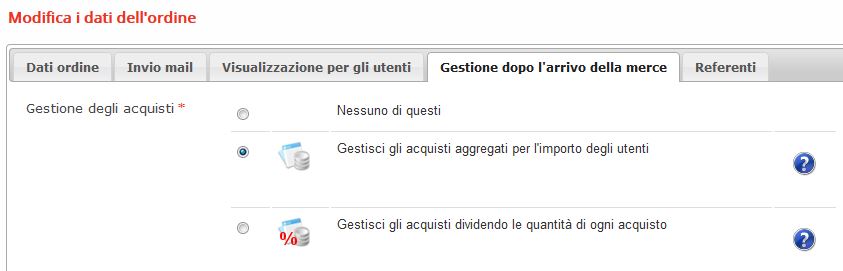 Modifica i dati dell'ordine
Dati ordine Invio mail Visualizzazione per gli utenti Gestione dopo l'arrivo della merce Referenti
Gestione degli acquisti * Nessuno di questi
Gestisci gli acquisti aggregati per l'importo degli utenti ?
% Gestisci gli acquisti dividendo le quantità di ogni acquisto ?